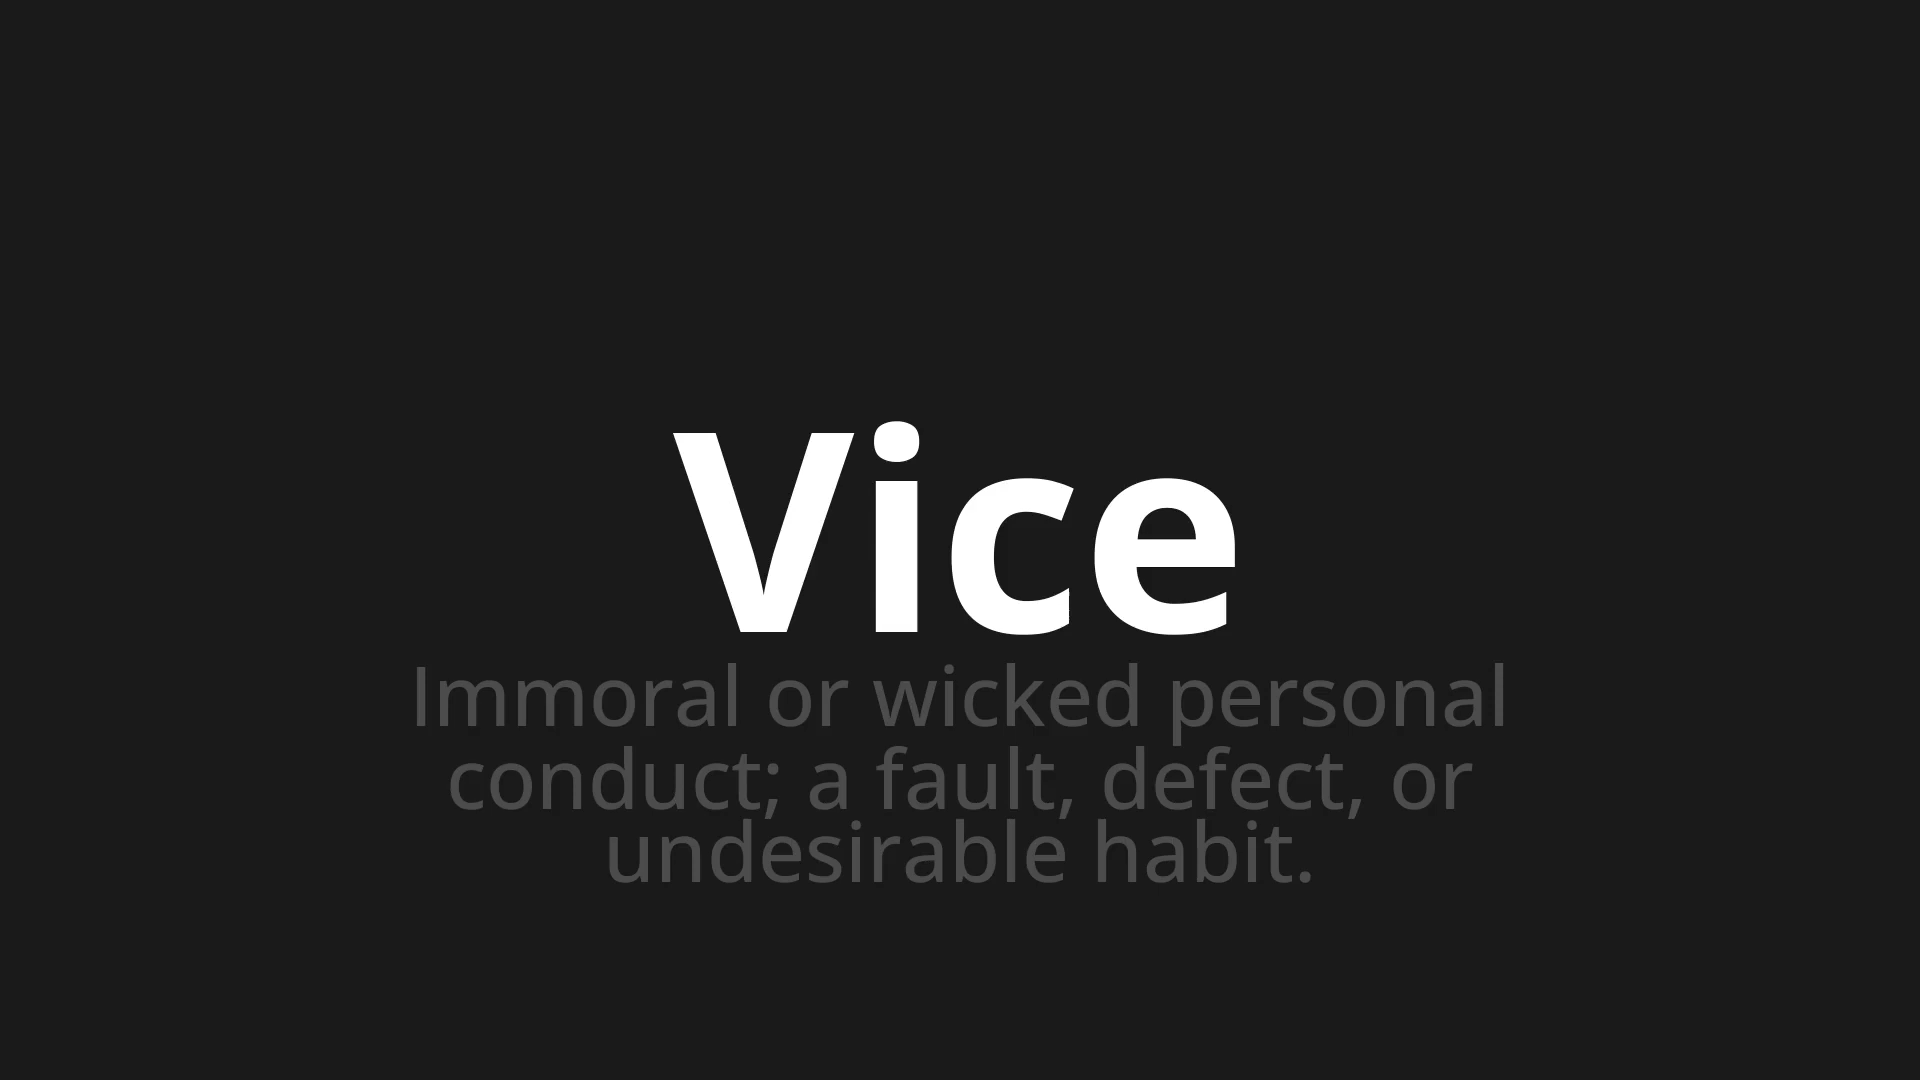 Vice
Immoral or wicked personal
conduct; a fault, defect, or
undesirable habit.